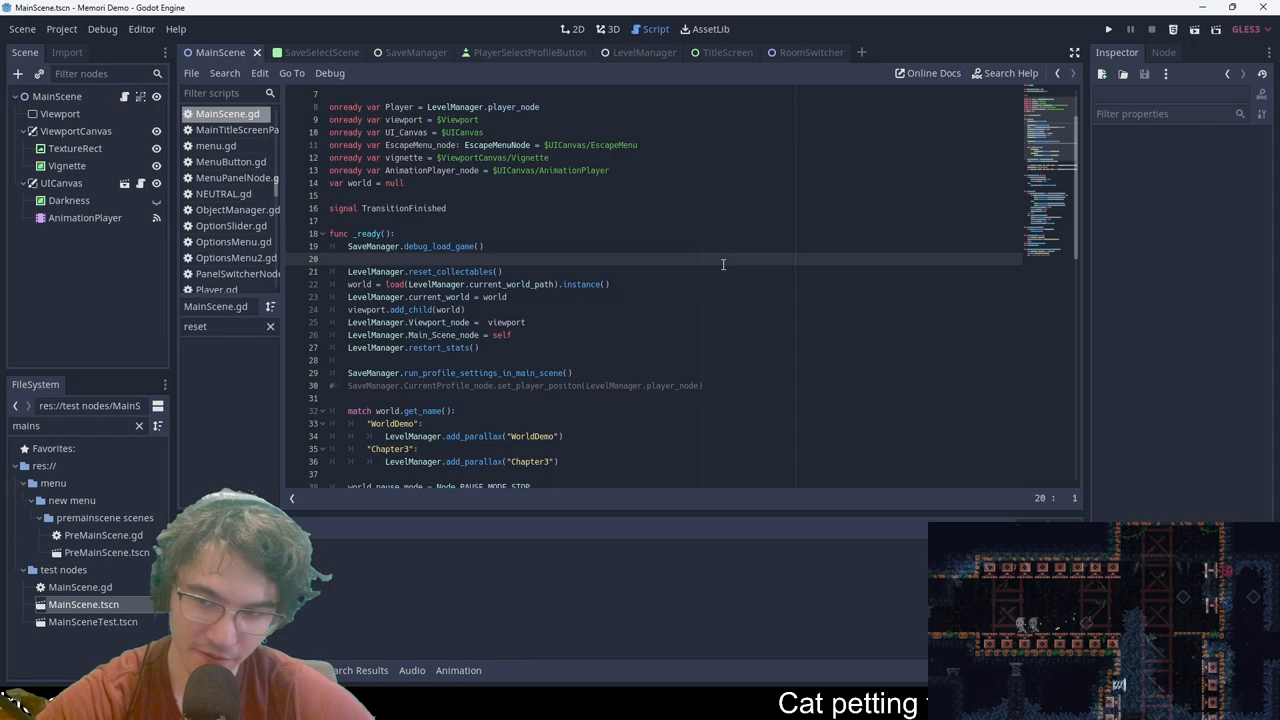 MainScene.tscn - Memori Demo - Godot Engine
Scene Project Debug Editor Help
2D 3D Script AssetLib
GLES3
Scene Import
Filter nodes
MainScene
Viewport
ViewportCanvas
TextureRect
Vignette
UICanvas
Darkness
AnimationPlayer
FileSystem
res://test nodes/MainS
mains
Favorites:
res://
menu
new menu
premainscene scenes
PreMainScene.gd
PreMainScene.tscn
test nodes
MainScene.gd
MainScene.tscn
MainSceneTest.tscn
MainScene SaveSelectScene SaveManager PlayerSelectProfileButton LevelManager TitleScreen RoomSwitcher
File Search Edit Go To Debug
Online Docs Search Help
Filter scripts
MainScene.gd
MainTitleScreenPa
menu.gd
MenuButton.gd
MenuPanelNode.g
NEUTRAL.gd
ObjectManager.gd
OptionSlider.gd
OptionsMenu.gd
OptionsMenu2.gd
PanelSwitcherNode
Player.gd
MainScene.gd
reset
7
8 onready var Player = LevelManager.player_node
9 onready var viewport = $Viewport
10 onready var UI_Canvas = $UICanvas
11 onready var EscapeMenu_node: EscapeMenuNode = $UICanvas/EscapeMenu
12 onready var vignette = $ViewportCanvas/Vignette
13 onready var AnimationPlayer_node = $UICanvas/AnimationPlayer
14 var world = null
15
16 signal TransitionFinished
17
18 func _ready():
19 SaveManager.debug_load_game()
20
21 LevelManager.reset_collectables()
22 world = load(LevelManager.current_world_path).instance()
23 LevelManager.current_world = world
24 viewport.add_child(world)
25 LevelManager.Viewport_node = viewport
26 LevelManager.Main_Scene_node = self
27 LevelManager.restart_stats()
28
29 SaveManager.run_profile_settings_in_main_scene()
30 # SaveManager.CurrentProfile_node.set_player_positon(LevelManager.player_node)
31
32 match world.get_name():
33 "WorldDemo":
34 LevelManager.add_parallax("WorldDemo")
35 "Chapter3":
36 LevelManager.add_parallax("Chapter3")
37
38 world.pause_mode = Node.PAUSE_MODE_STOP
20 : 1
arch Results Audio Animation
Inspector Node
Filter properties
Cat petting